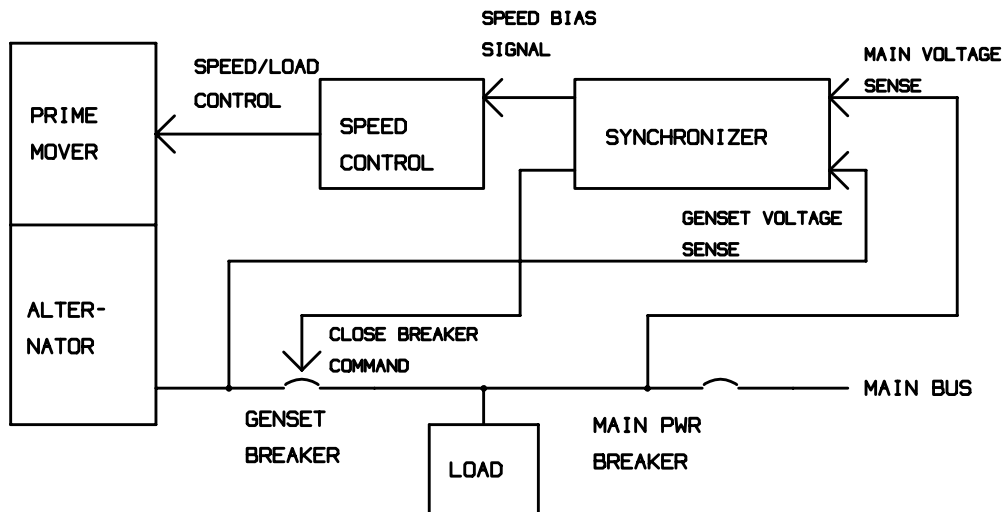 SPEED BIAS
SIGNAL
MAIN VOLTAGE
SENSE
SPEED/LOAD
CONTROL
PRIME
MOVER
SPEED
CONTROL
SYNCHRONIZER
GENSET VOLTAGE
SENSE
ALTER-
NATOR
CLOSE BREAKER
COMMAND
MAIN BUS
GENSET
BREAKER
MAIN PWR
BREAKER
LOAD